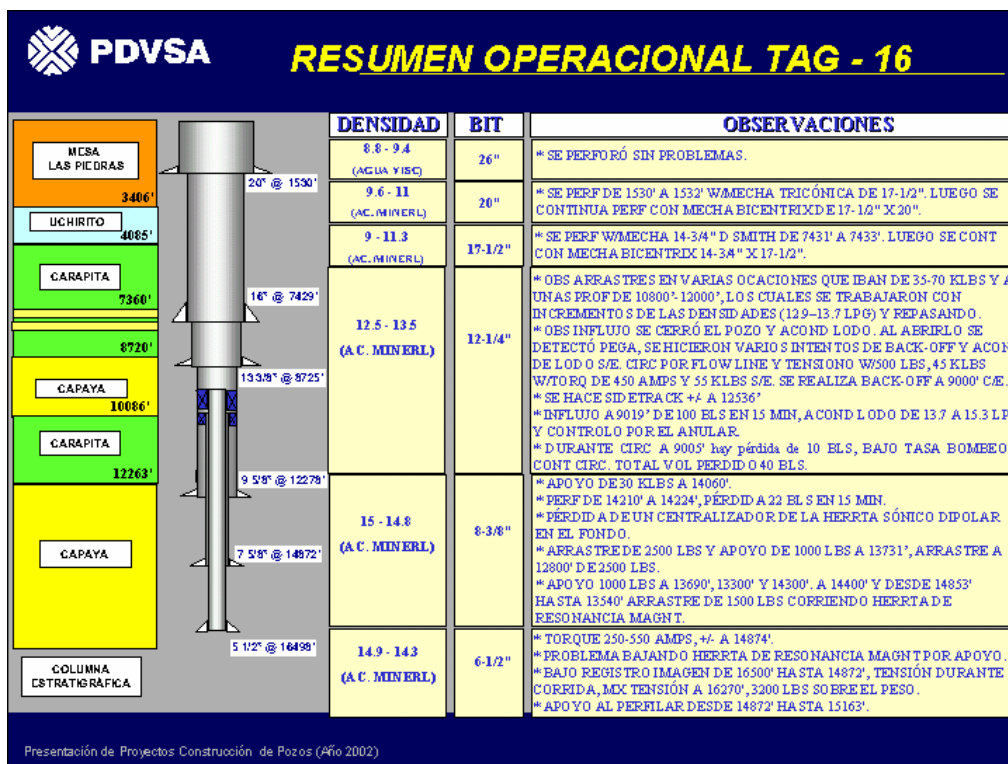 PDVSA
RESUMEN OPERACIONAL TAG - 16
DENSIDAD
BIT
OBSERVACIONES
MESA
LAS PIEDRAS
3406'
UCHIRITO
4085'
CARAPITA
7360'
8720'
CAPAYA
10086'
CARAPITA
12263'
CAPAYA
COLUMNA
ESTRATIGRÁFICA
20" @ 1530'
16" @ 7429'
13 3/8" @ 8725'
9 5/8" @ 12278'
7 5/8" @ 14872'
5 1/2" @ 16498'
8.8 - 9.4
(AGUA VISC)
26"
* SE PERFORÓ SIN PROBLEMAS.
9.6 - 11
(AC.MINERL)
20"
* SE PERF DE 1530' A 1532' W/MECHA TRICÓNICA DE 17-1/2". LUEGO SE
CONTINUA PERF CON MECHA BICENTRIX DE 17-1/2" X 20".
9 - 11.3
(AC.MINERL)
17-1/2"
* SE PERF W/MECHA 14-3/4" D SMITH DE 7431' A 7433'. LUEGO SE CONT
CON MECHA BICENTRIX 14-3/4" X 17-1/2".
12.5 - 13.5
(AC. MINERL)
12-1/4"
* OBS ARRASTRES EN VARIAS OCACIONES QUE IBAN DE 35-70 KLBS Y A
UNAS PROF DE 10800'-12000', LOS CUALES SE TRABAJARON CON
INCREMENTOS DE LAS DENSIDADES (12.9–13.7 LPG) Y REPASANDO.
* OBS INFLUJO SE CERRÓ EL POZO Y ACOND LODO. AL ABRIRLO SE
DETECTÓ PEGA, SE HICIERON VARIOS INTENTOS DE BACK-OFF Y ACON
DE LODO S/E. CIRC POR FLOW LINE Y TENSIONO W/500 LBS, 45 KLBS
W/TORQ DE 450 AMPS Y 55 KLBS S/E. SE REALIZA BACK-OFF A 9000' C/E.
* SE HACE SIDETRACK +/- A 12536'
* INFLUJO A 9019' DE 100 BLS EN 15 MIN, ACOND LODO DE 13.7 A 15.3 LP
Y CONTROLO POR EL ANULAR.
* DURANTE CIRC A 9005' hay pérdida de 10 BLS, BAJO TASA BOMBEO
CONT CIRC. TOTAL VOL PERDIDO 40 BLS.
15 - 14.8
(AC. MINERL)
8-3/8"
* APOYO DE 30 KLBS A 14060'.
* PERF DE 14210' A 14224', PÉRDIDA 22 BLS EN 15 MIN.
* PÉRDIDA DE UN CENTRALIZADOR DE LA HERRTA SÓNICO DIPOLAR
EN EL FONDO.
* ARRASTRE DE 2500 LBS Y APOYO DE 1000 LBS A 13731', ARRASTRE A
12800' DE 2500 LBS.
* APOYO 1000 LBS A 13690', 13300' Y 14300'. A 14400' Y DESDE 14853'
HASTA 13540' ARRASTRE DE 1500 LBS CORRIENDO HERRTA DE
RESONANCIA MAGNT.
14.9 - 14.3
(AC. MINERL)
6-1/2"
* TORQUE 250-550 AMPS, +/- A 14874'.
* PROBLEMA BAJANDO HERRTA DE RESONANCIA MAGNT POR APOYO.
* BAJO REGISTRO IMAGEN DE 16500' HASTA 14872', TENSIÓN DURANTE
CORRIDA, MX TENSIÓN A 16270', 3200 LBS SOBRE EL PESO.
* APOYO AL PERFILAR DESDE 14872' HASTA 15163'.
Presentación de Proyectos Construcción de Pozos (Año 2002)